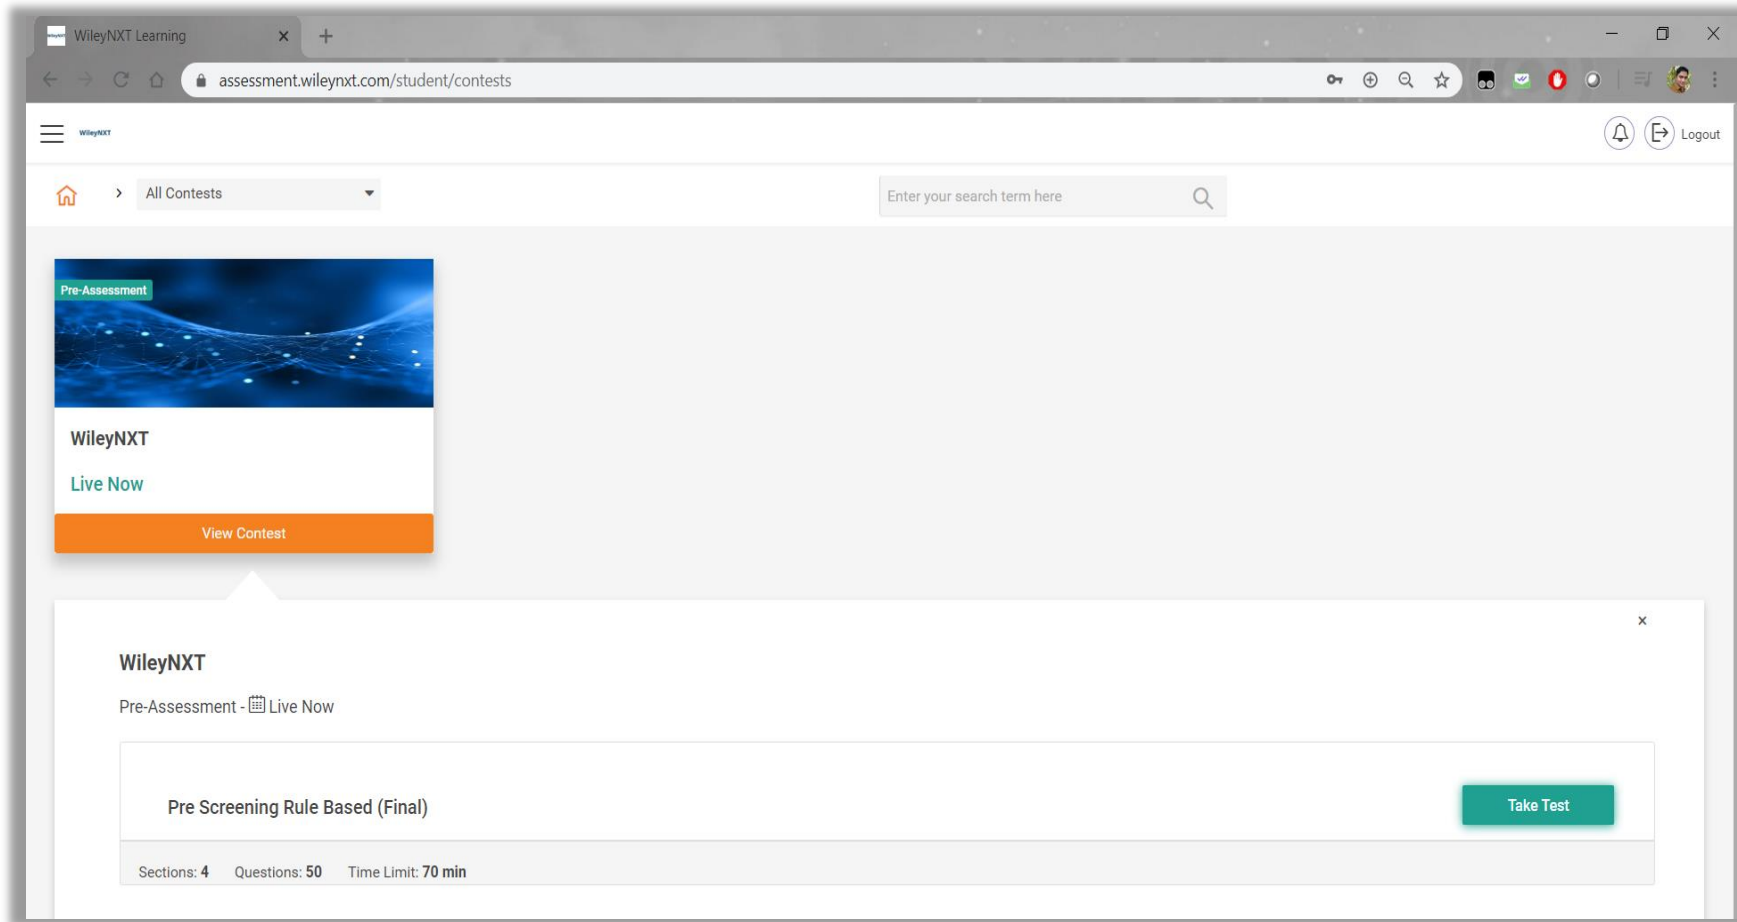 WileyNXT Learning
assessment.wileynxt.com/student/contests
WileyNXT
Logout
All Contests
Enter your search term here
Pre-Assessment
WileyNXT
Live Now
View Contest
WileyNXT
Pre-Assessment - Live Now
Pre Screening Rule Based (Final)
Take Test
Sections: 4 Questions: 50 Time Limit: 70 min